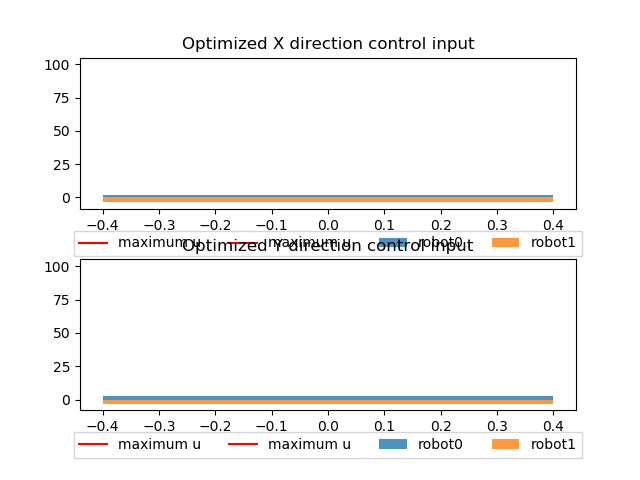 Optimized X direction control input
100
75
50
25
0
−0.4 −0.3 −0.2 −0.1 0.0 0.1 0.2 0.3 0.4
maximum u maximum u robot0 robot1
Optimized Y direction control input
100
75
50
25
0
−0.4 −0.3 −0.2 −0.1 0.0 0.1 0.2 0.3 0.4
maximum u maximum u robot0 robot1